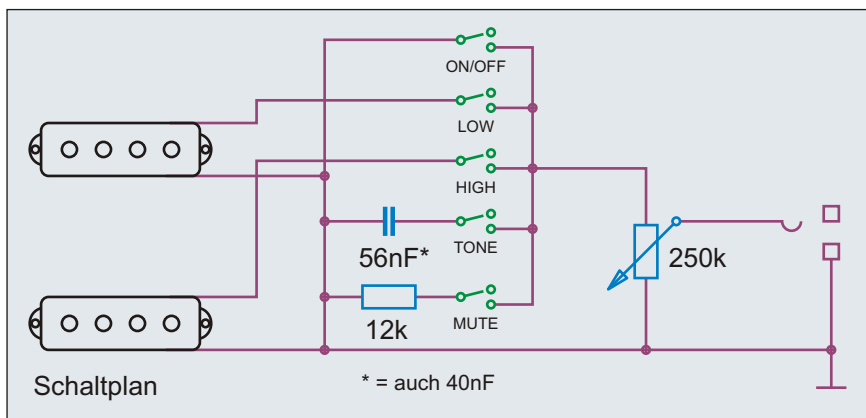 ON/OFF
LOW
HIGH
TONE
56nF*
250k
MUTE
12k
Schaltplan
* = auch 40nF